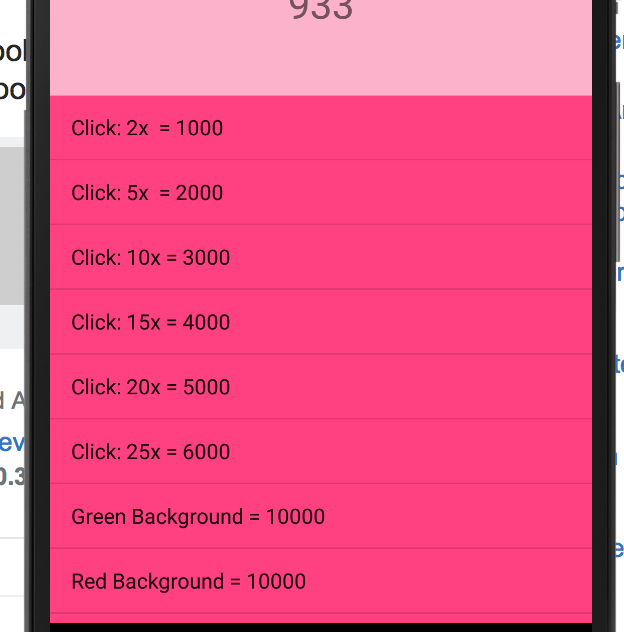 933
Click: 2x  = 1000
Click: 5x  = 2000
Click: 10x = 3000
Click: 15x = 4000
Click: 20x = 5000
Click: 25x = 6000
Green Background = 10000
Red Background = 10000